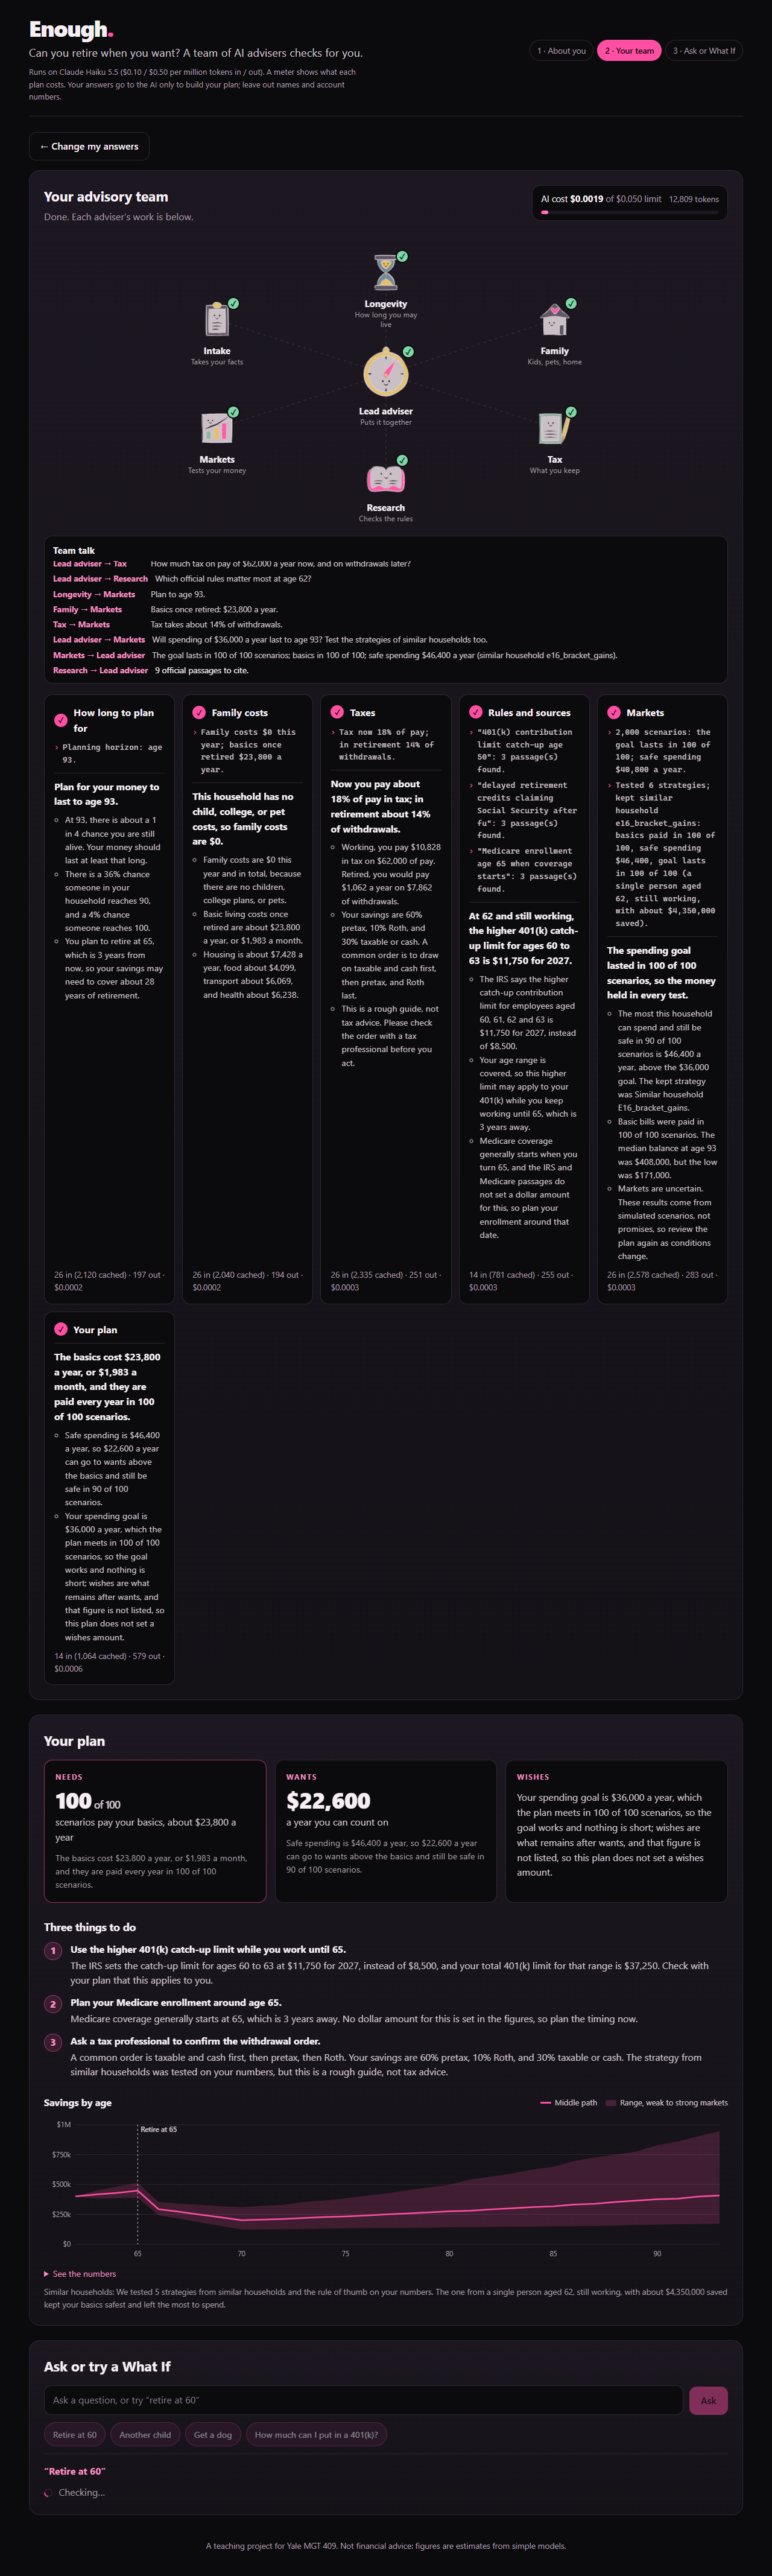 Enough.
Can you retire when you want? A team of AI advisers checks for you.
Runs on Claude Haiku 5.5 ($0.10 / $0.50 per million tokens in / out). A meter shows what each
plan costs. Your answers go to the AI only to build your plan; leave out names and account
numbers.
1 · About you
2 · Your team
3 · Ask or What If
← Change my answers
Your advisory team
Done. Each adviser's work is below.
AI cost $0.0019 of $0.050 limit 12,809 tokens
Longevity
How long you may
live
Intake
Takes your facts
Family
Kids, pets, home
Lead adviser
Puts it together
Markets
Tests your money
Tax
What you keep
Research
Checks the rules
Team talk
Lead adviser → Tax How much tax on pay of $62,000 a year now, and on withdrawals later?
Lead adviser → Research Which official rules matter most at age 62?
Longevity → Markets Plan to age 93.
Family → Markets Basics once retired: $23,800 a year.
Tax → Markets Tax takes about 14% of withdrawals.
Lead adviser → Markets Will spending of $36,000 a year last to age 93? Test the strategies of similar households too.
Markets → Lead adviser The goal lasts in 100 of 100 scenarios; basics in 100 of 100; safe spending $46,400 a year (similar household e16_bracket_gains).
Research → Lead adviser 9 official passages to cite.
How long to plan
for
› Planning horizon: age
93.
Plan for your money to
last to age 93.
At 93, there is about a 1
in 4 chance you are still
alive. Your money should
last at least that long.
There is a 36% chance
someone in your
household reaches 90,
and a 4% chance
someone reaches 100.
You plan to retire at 65,
which is 3 years from
now, so your savings may
need to cover about 28
years of retirement.
26 in (2,120 cached) · 197 out ·
$0.0002
Family costs
› Family costs $0 this
year; basics once
retired $23,800 a
year.
This household has no
child, college, or pet
costs, so family costs
are $0.
Family costs are $0 this
year and in total, because
there are no children,
college plans, or pets.
Basic living costs once
retired are about $23,800
a year, or $1,983 a month.
Housing is about $7,428 a
year, food about $4,099,
transport about $6,069,
and health about $6,238.
26 in (2,040 cached) · 194 out ·
$0.0002
Taxes
› Tax now 18% of pay;
in retirement 14% of
withdrawals.
Now you pay about
18% of pay in tax; in
retirement about 14%
of withdrawals.
Working, you pay $10,828
in tax on $62,000 of pay.
Retired, you would pay
$1,062 a year on $7,862
of withdrawals.
Your savings are 60%
pretax, 10% Roth, and
30% taxable or cash. A
common order is to draw
on taxable and cash first,
then pretax, and Roth
last.
This is a rough guide, not
tax advice. Please check
the order with a tax
professional before you
act.
26 in (2,335 cached) · 251 out ·
$0.0003
Rules and sources
› "401(k) contribution
limit catch-up age
50": 3 passage(s)
found.
› "delayed retirement
credits claiming
Social Security after
fu": 3 passage(s)
found.
› "Medicare enrollment
age 65 when coverage
starts": 3 passage(s)
found.
At 62 and still working,
the higher 401(k) catch-
up limit for ages 60 to
63 is $11,750 for 2027.
The IRS says the higher
catch-up contribution
limit for employees aged
60, 61, 62 and 63 is
$11,750 for 2027, instead
of $8,500.
Your age range is
covered, so this higher
limit may apply to your
401(k) while you keep
working until 65, which is
3 years away.
Medicare coverage
generally starts when you
turn 65, and the IRS and
Medicare passages do
not set a dollar amount
for this, so plan your
enrollment around that
date.
14 in (781 cached) · 255 out ·
$0.0003
Markets
› 2,000 scenarios: the
goal lasts in 100 of
100; safe spending
$40,800 a year.
› Tested 6 strategies;
kept similar
household
e16_bracket_gains:
basics paid in 100 of
100, safe spending
$46,400, goal lasts
in 100 of 100 (a
single person aged
62, still working,
with about $4,350,000
saved).
The spending goal
lasted in 100 of 100
scenarios, so the money
held in every test.
The most this household
can spend and still be
safe in 90 of 100
scenarios is $46,400 a
year, above the $36,000
goal. The kept strategy
was Similar household
E16_bracket_gains.
Basic bills were paid in
100 of 100 scenarios. The
median balance at age 93
was $408,000, but the low
was $171,000.
Markets are uncertain.
These results come from
simulated scenarios, not
promises, so review the
plan again as conditions
change.
26 in (2,578 cached) · 283 out ·
$0.0003
Your plan
The basics cost $23,800
a year, or $1,983 a
month, and they are
paid every year in 100
of 100 scenarios.
Safe spending is $46,400
a year, so $22,600 a year
can go to wants above
the basics and still be
safe in 90 of 100
scenarios.
Your spending goal is
$36,000 a year, which the
plan meets in 100 of 100
scenarios, so the goal
works and nothing is
short; wishes are what
remains after wants, and
that figure is not listed, so
this plan does not set a
wishes amount.
14 in (1,064 cached) · 579 out ·
$0.0006
Your plan
NEEDS
100 of 100
scenarios pay your basics, about $23,800 a
year
The basics cost $23,800 a year, or $1,983 a month,
and they are paid every year in 100 of 100
scenarios.
WANTS
$22,600
a year you can count on
Safe spending is $46,400 a year, so $22,600 a year
can go to wants above the basics and still be safe in
90 of 100 scenarios.
WISHES
Your spending goal is $36,000 a year, which
the plan meets in 100 of 100 scenarios, so the
goal works and nothing is short; wishes are
what remains after wants, and that figure is
not listed, so this plan does not set a wishes
amount.
Three things to do
1 Use the higher 401(k) catch-up limit while you work until 65.
The IRS sets the catch-up limit for ages 60 to 63 at $11,750 for 2027, instead of $8,500, and your total 401(k) limit for that range is $37,250. Check with
your plan that this applies to you.
2 Plan your Medicare enrollment around age 65.
Medicare coverage generally starts at 65, which is 3 years away. No dollar amount for this is set in the figures, so plan the timing now.
3 Ask a tax professional to confirm the withdrawal order.
A common order is taxable and cash first, then pretax, then Roth. Your savings are 60% pretax, 10% Roth, and 30% taxable or cash. The strategy from
similar households was tested on your numbers, but this is a rough guide, not tax advice.
Savings by age
Middle path
Range, weak to strong markets
$1M
$750k
$500k
$250k
$0
Retire at 65
65 70 75 80 85 90
▶ See the numbers
Similar households: We tested 5 strategies from similar households and the rule of thumb on your numbers. The one from a single person aged 62, still working, with about $4,350,000 saved
kept your basics safest and left the most to spend.
Ask or try a What If
Ask a question, or try "retire at 60"
Ask
Retire at 60
Another child
Get a dog
How much can I put in a 401(k)?
"Retire at 60"
Checking...
A teaching project for Yale MGT 409. Not financial advice: figures are estimates from simple models.